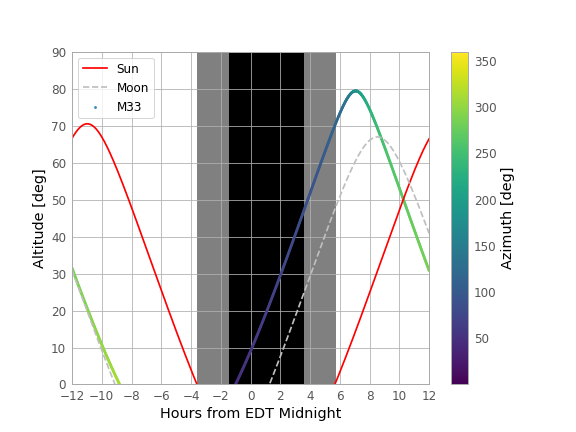 Sun
Moon
M33
90
80
70
60
50
40
30
20
10
0
Altitude [deg]
−12 −10 −8 −6 −4 −2 0 2 4 6 8 10 12
Hours from EDT Midnight
350
300
250
200
150
100
50
Azimuth [deg]